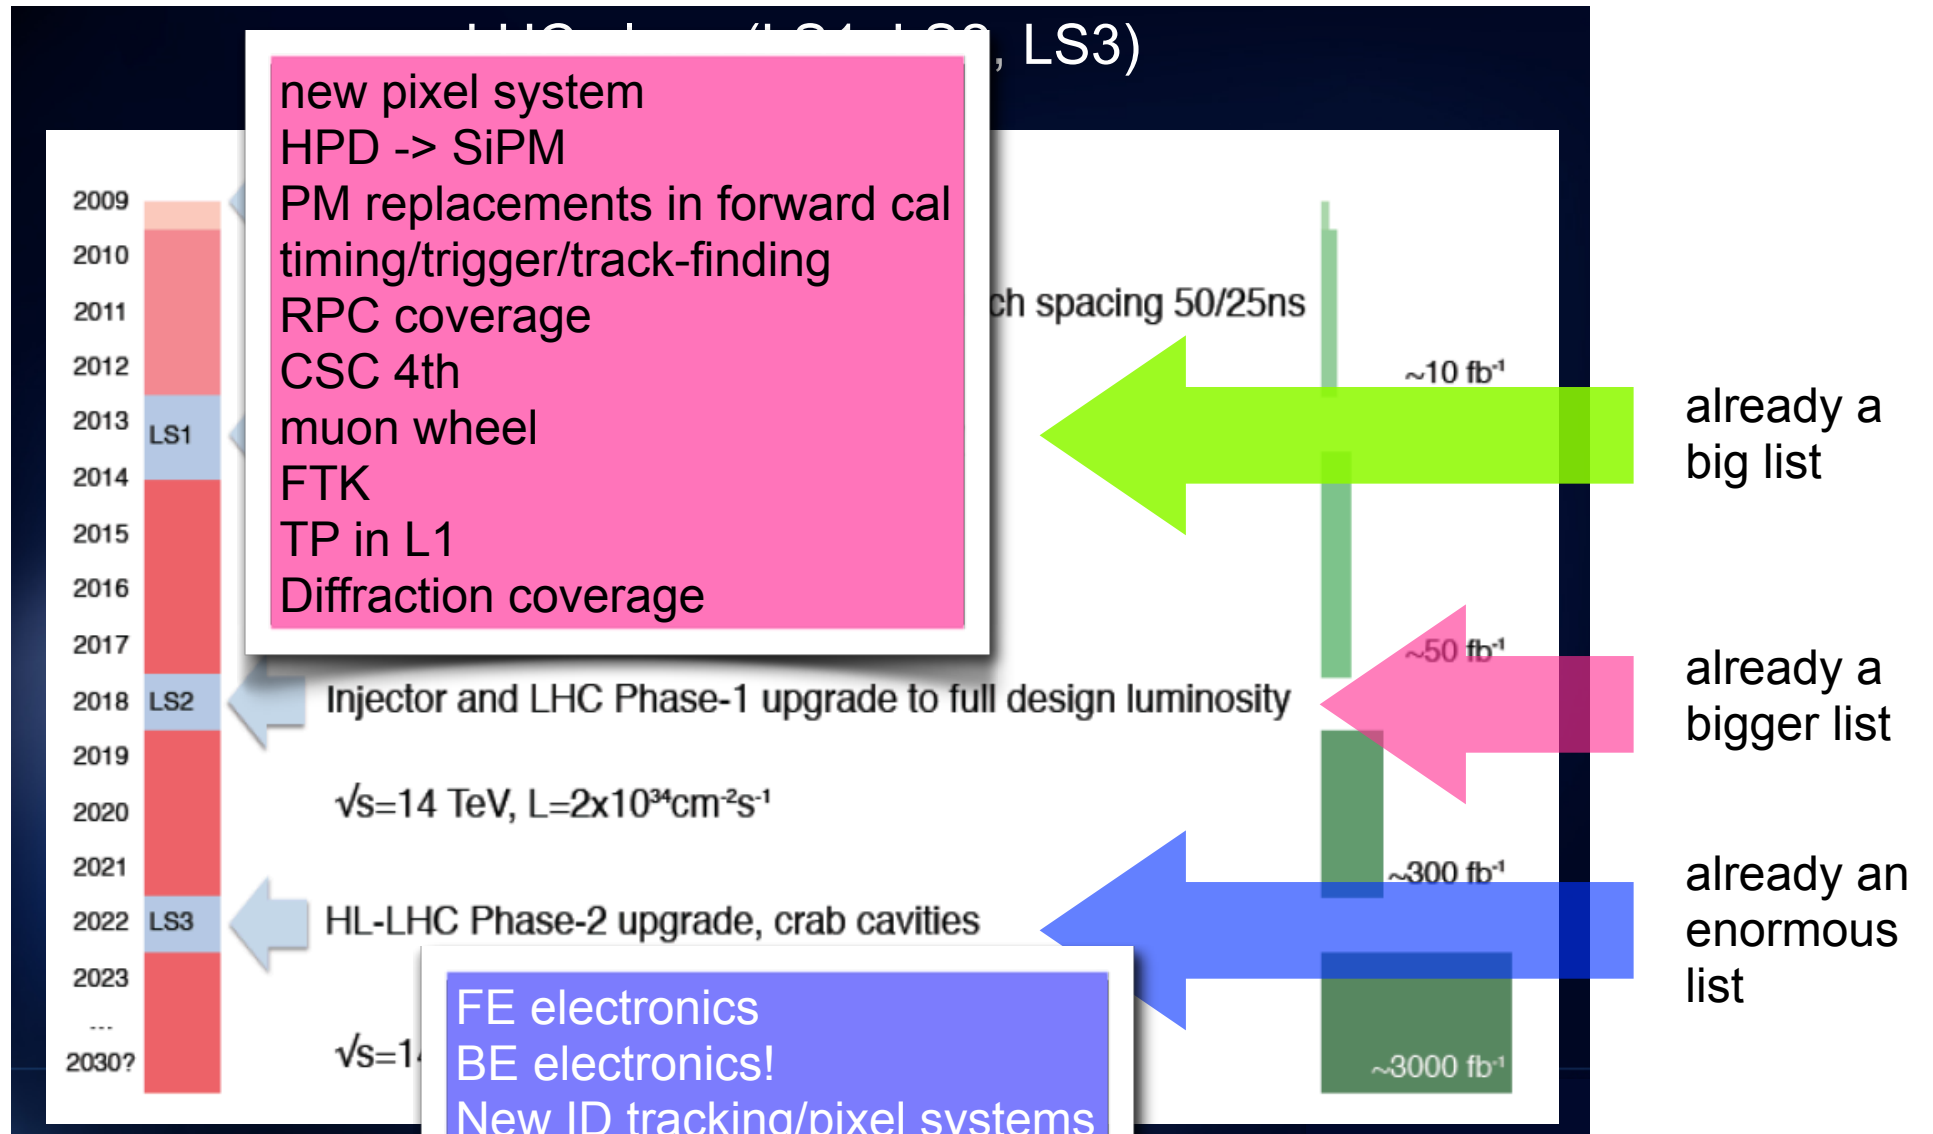 , LS3)
new pixel system
HPD -> SiPM
PM replacements in forward cal
timing/trigger/track-finding
RPC coverage
CSC 4th
muon wheel
FTK
TP in L1
Diffraction coverage
2009
2010
2011
spacing 50/25ns
2012
~10 fb⁻¹
already a
big list
2013
LS1
2014
2015
2016
2017
~50 fb⁻¹
already a
bigger list
2018
LS2
Injector and LHC Phase-1 upgrade to full design luminosity
2019
2020
√s=14 TeV, L=2x10³⁴cm⁻²s⁻¹
2021
~300 fb⁻¹
already an
enormous
list
2022
LS3
HL-LHC Phase-2 upgrade, crab cavities
2023
...
2030?
√s=1
~3000 fb⁻¹
FE electronics
BE electronics!
New ID tracking/pixel systems